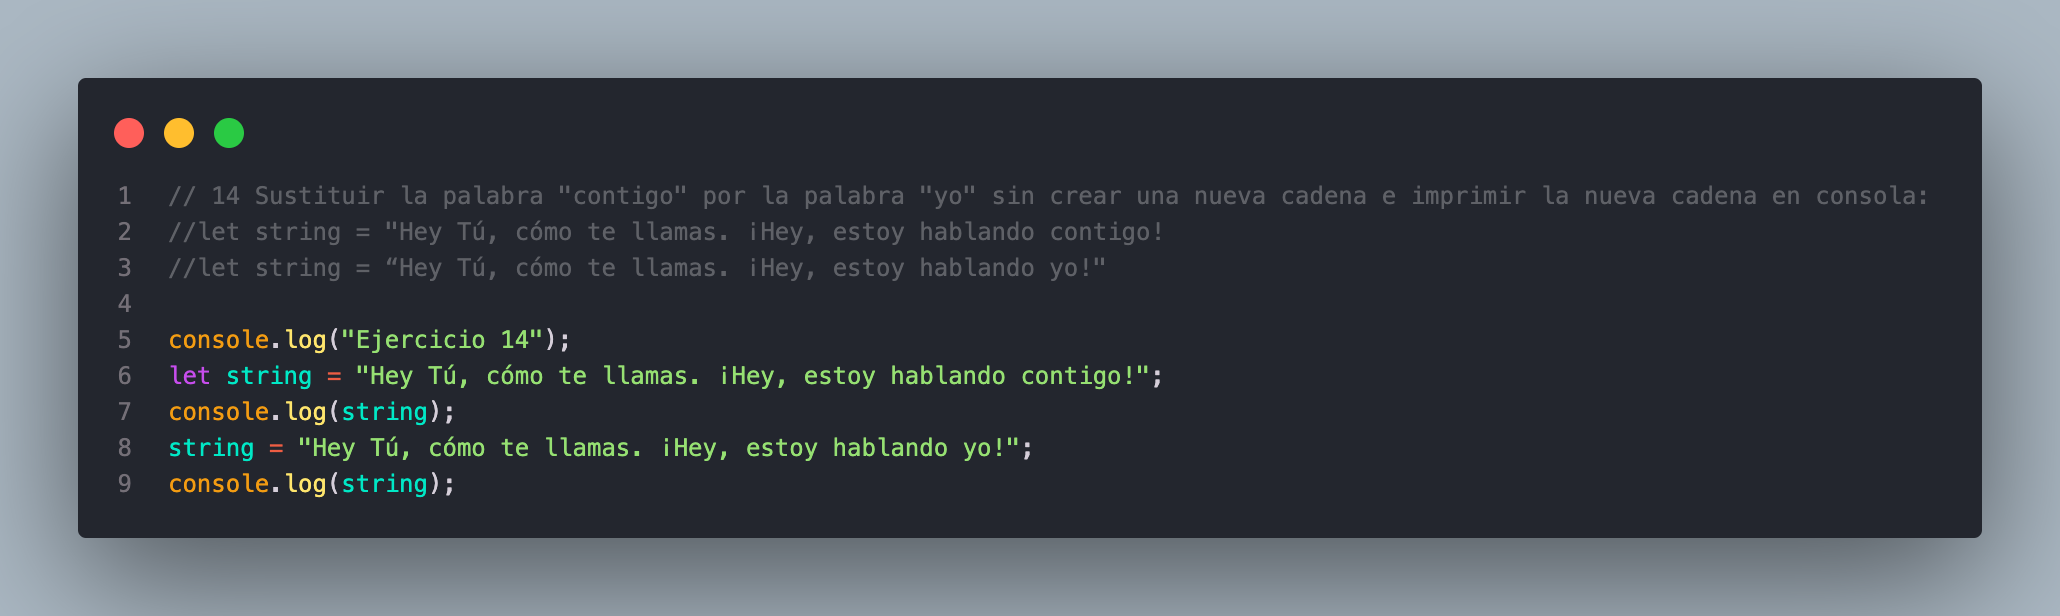 1 // 14 Sustituir la palabra "contigo" por la palabra "yo" sin crear una nueva cadena e imprimir la nueva cadena en consola:
2 //let string = "Hey Tú, cómo te llamas. ¡Hey, estoy hablando contigo!
3 //let string = “Hey Tú, cómo te llamas. ¡Hey, estoy hablando yo!"
4
5 console.log("Ejercicio 14");
6 let string = "Hey Tú, cómo te llamas. ¡Hey, estoy hablando contigo!";
7 console.log(string);
8 string = "Hey Tú, cómo te llamas. ¡Hey, estoy hablando yo!";
9 console.log(string);